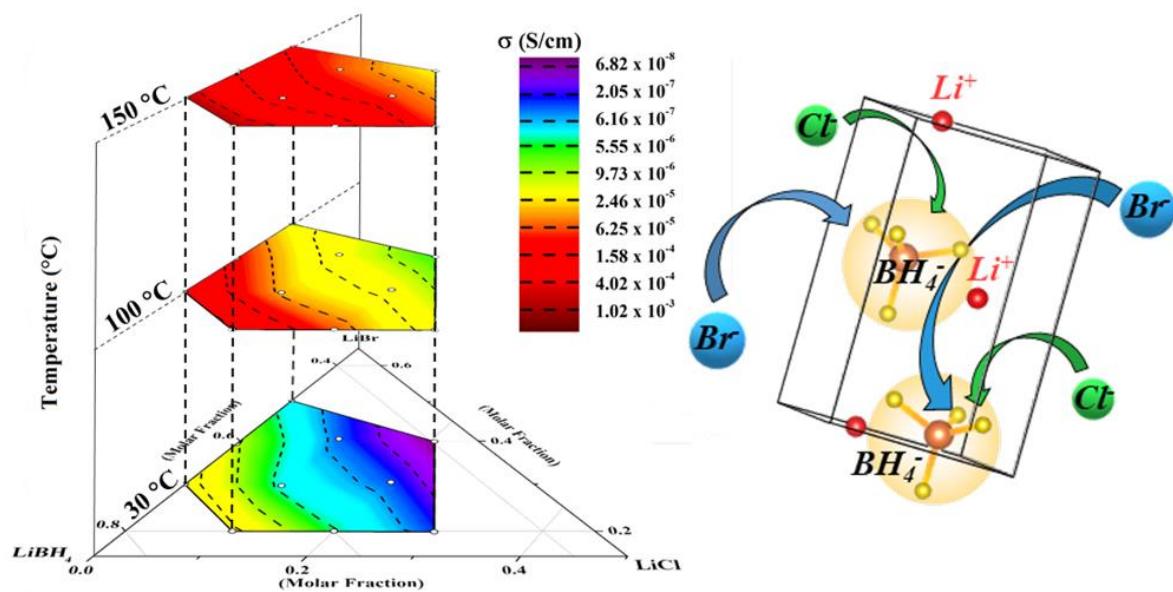 150 °C
100 °C
30 °C
Temperature (°C)
σ (S/cm)
6.82 x 10⁻⁸
2.05 x 10⁻⁷
6.16 x 10⁻⁷
5.55 x 10⁻⁶
9.73 x 10⁻⁶
2.46 x 10⁻⁵
6.25 x 10⁻⁵
1.58 x 10⁻⁴
4.02 x 10⁻⁴
1.02 x 10⁻³
LiBr
0.4
0.6
(Molar Fraction)
(Molar Fraction)
0.6
0.4
0.8
0.2
LiBH₄
LiCl
0.0
0.2
0.4
(Molar Fraction)
Li⁺
Cl⁻
Br⁻
BH₄⁻
Li⁺
Br⁻
Cl⁻
BH₄⁻